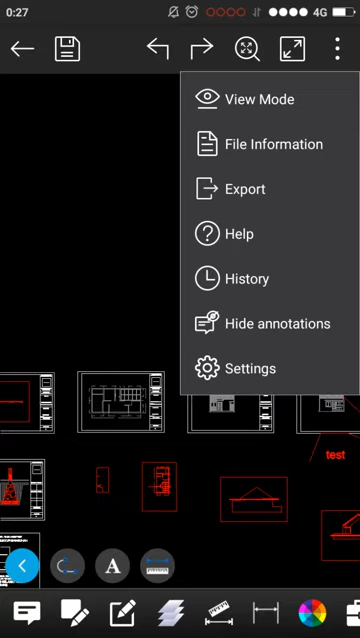 0:27
4G
View Mode
File Information
Export
Help
History
Hide annotations
Settings
test
A